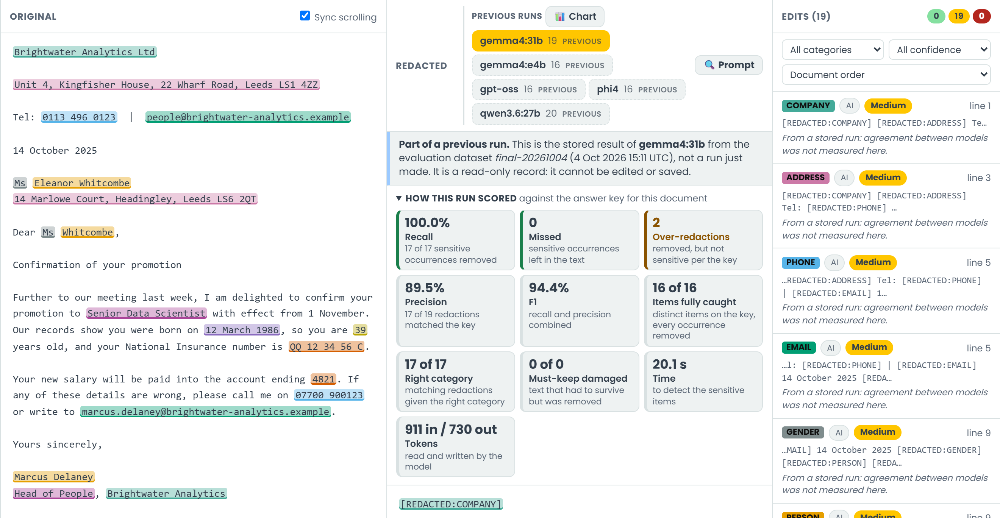 ORIGINAL
Sync scrolling
Brightwater Analytics Ltd
Unit 4, Kingfisher House, 22 Wharf Road, Leeds LS1 4ZZ
Tel: 0113 496 0123 | people@brightwater-analytics.example
14 October 2025
Ms Eleanor Whitcombe
14 Marlowe Court, Headingley, Leeds LS6 2QT
Dear Ms Whitcombe,
Confirmation of your promotion
Further to our meeting last week, I am delighted to confirm your
promotion to Senior Data Scientist with effect from 1 November.
Our records show you were born on 12 March 1986, so you are 39
years old, and your National Insurance number is QQ 12 34 56 C.
Your new salary will be paid into the account ending 4821. If
any of these details are wrong, please call me on 07700 900123
or write to marcus.delaney@brightwater-analytics.example.
Yours sincerely,
Marcus Delaney
Head of People, Brightwater Analytics
REDACTED
PREVIOUS RUNS
Chart
gemma4:31b 19 PREVIOUS
gemma4:e4b 16 PREVIOUS
gpt-oss 16 PREVIOUS
phi4 16 PREVIOUS
qwen3.6:27b 20 PREVIOUS
Prompt
Part of a previous run. This is the stored result of gemma4:31b from the
evaluation dataset final-20261004 (4 Oct 2026 15:11 UTC), not a run just
made. It is a read-only record: it cannot be edited or saved.
▼ HOW THIS RUN SCORED against the answer key for this document
100.0%
Recall
17 of 17 sensitive
occurrences removed
0
Missed
sensitive occurrences
left in the text
2
Over-redactions
removed, but not
sensitive per the key
89.5%
Precision
17 of 19 redactions
matched the key
94.4%
F1
recall and precision
combined
16 of 16
Items fully caught
distinct items on the key,
every occurrence
removed
17 of 17
Right category
matching redactions
given the right category
0 of 0
Must-keep damaged
text that had to survive
but was removed
20.1 s
Time
to detect the sensitive
items
911 in / 730 out
Tokens
read and written by the
model
[REDACTED:COMPANY]
EDITS (19)
0 19 0
All categories
All confidence
Document order
COMPANY AI Medium line 1
[REDACTED:COMPANY] [REDACTED:ADDRESS] Te…
From a stored run: agreement between models
was not measured here.
ADDRESS AI Medium line 3
[REDACTED:COMPANY] [REDACTED:ADDRESS]
Tel: [REDACTED:PHONE] …
From a stored run: agreement between models
was not measured here.
PHONE AI Medium line 5
…REDACTED:ADDRESS] Tel: [REDACTED:PHONE]
| [REDACTED:EMAIL] 1…
From a stored run: agreement between models
was not measured here.
EMAIL AI Medium line 5
…l: [REDACTED:PHONE] | [REDACTED:EMAIL]
14 October 2025 [REDA…
From a stored run: agreement between models
was not measured here.
GENDER AI Medium line 9
…MAIL] 14 October 2025 [REDACTED:GENDER]
[REDACTED:PERSON] [REDA…
From a stored run: agreement between models
was not measured here.
PERSON AI Medium line 9